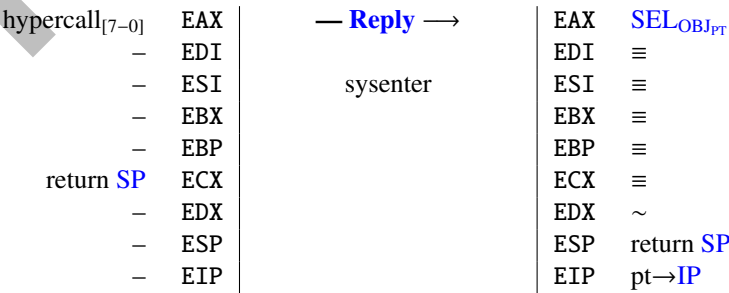 hypercall[7−0] EAX — Reply ⟶ EAX SEL_OBJ_PT
– EDI EDI ≡
– ESI sysenter ESI ≡
– EBX EBX ≡
– EBP EBP ≡
return SP ECX ECX ≡
– EDX EDX ∼
– ESP ESP return SP
– EIP EIP pt→IP